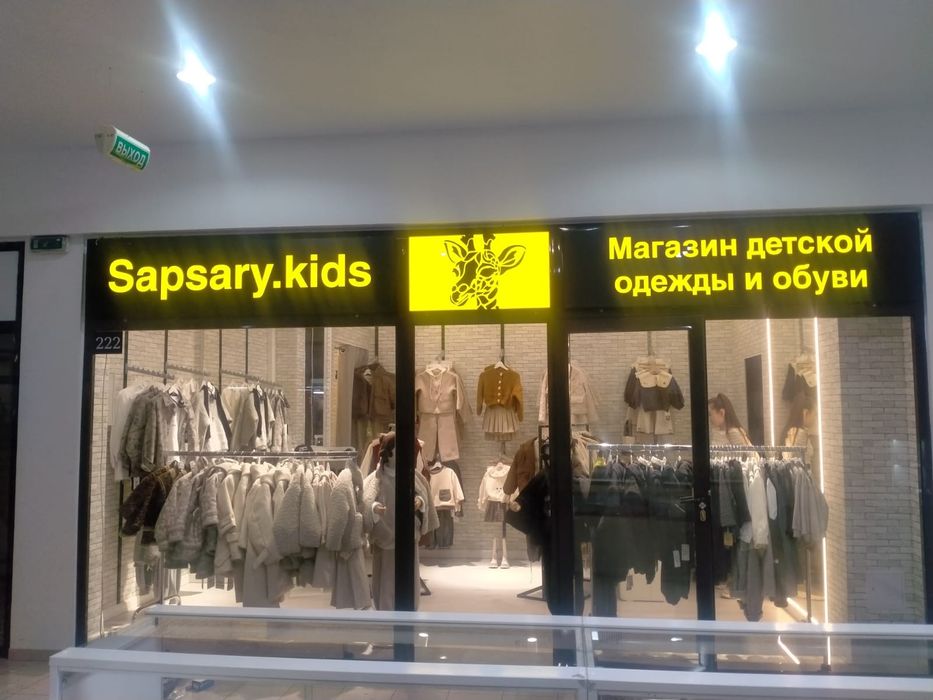 ВЫХОД
Sapsary.kids
Магазин детской
одежды и обуви
222